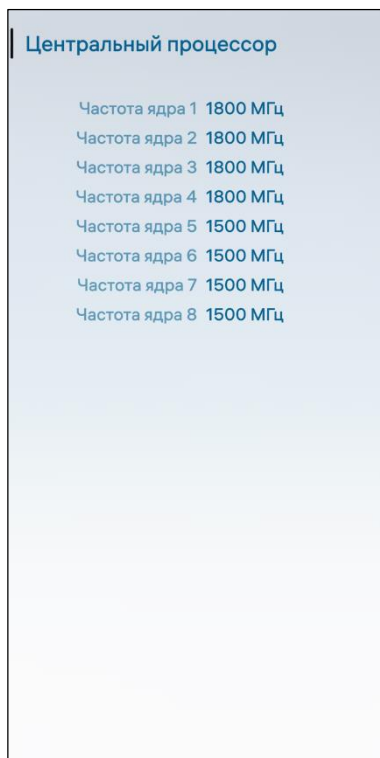 Центральный процессор
Частота ядра 1 1800 МГц
Частота ядра 2 1800 МГц
Частота ядра 3 1800 МГц
Частота ядра 4 1800 МГц
Частота ядра 5 1500 МГц
Частота ядра 6 1500 МГц
Частота ядра 7 1500 МГц
Частота ядра 8 1500 МГц